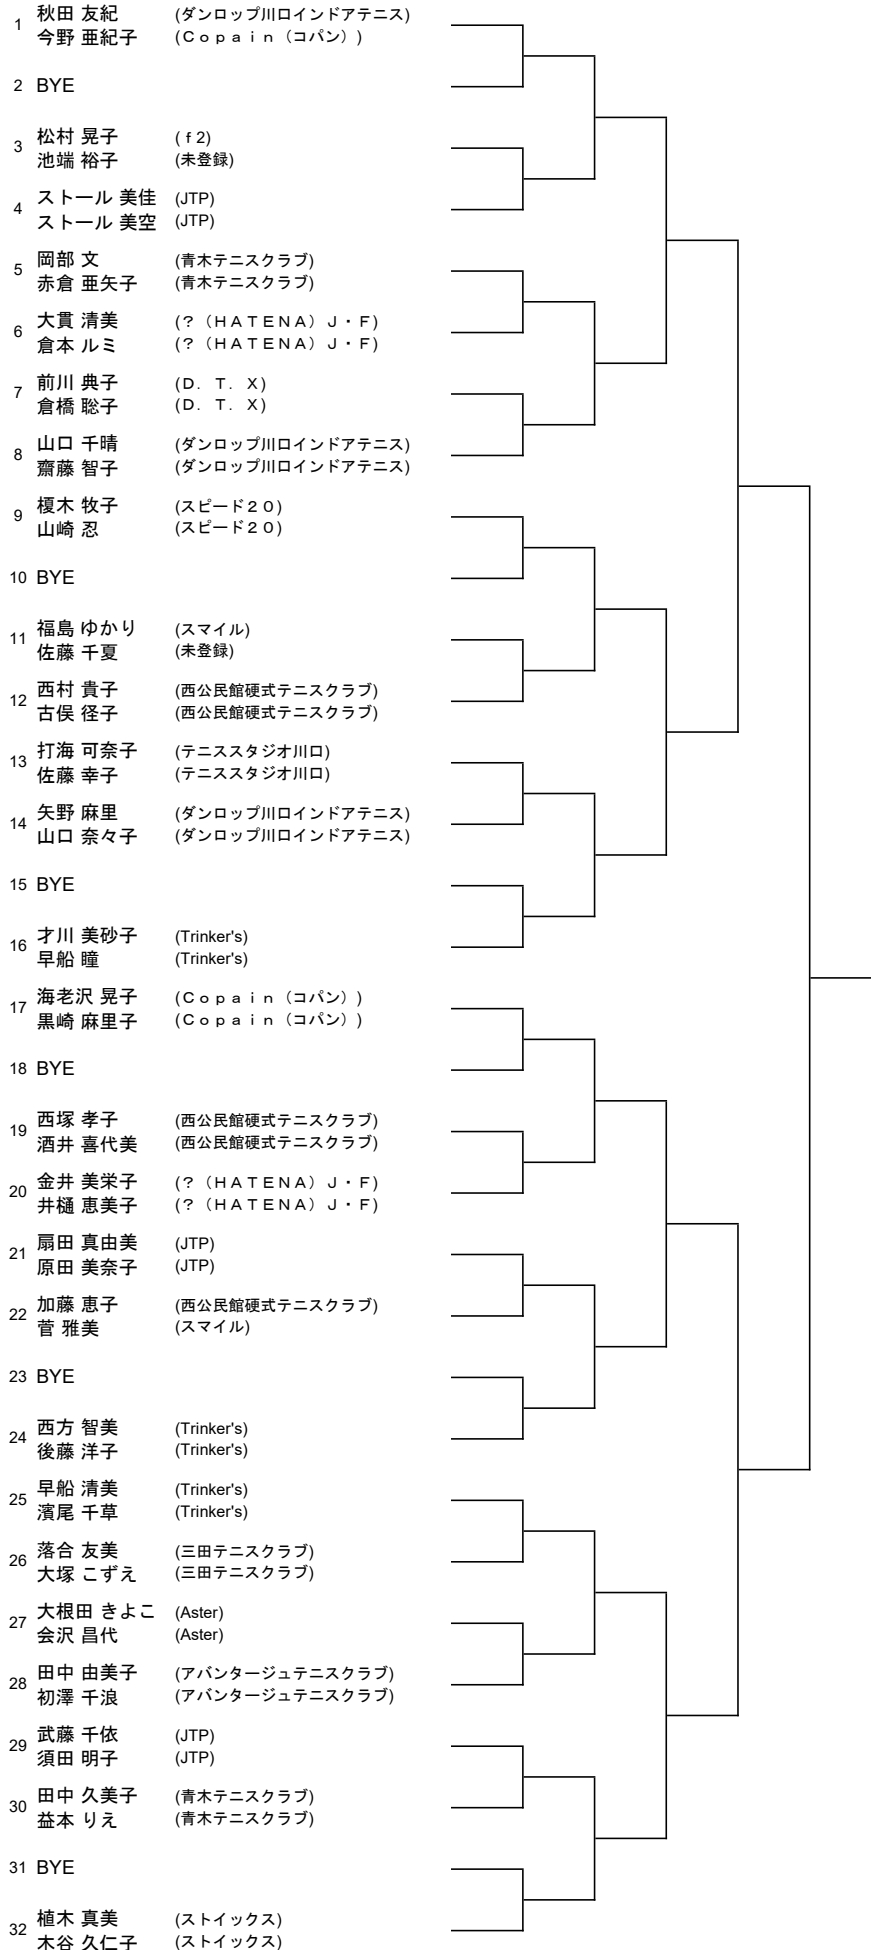 1 秋田 友紀 (ダンロップ川口インドアテニス)
今野 亜紀子 (Ｃｏｐａｉｎ（コパン）)
2 BYE
3 松村 晃子 (ｆ2)
池端 裕子 (未登録)
4 ストール 美佳 (JTP)
ストール 美空 (JTP)
5 岡部 文 (青木テニスクラブ)
赤倉 亜矢子 (青木テニスクラブ)
6 大貫 清美 (？（ＨＡＴＥＮＡ）Ｊ・Ｆ)
倉本 ルミ (？（ＨＡＴＥＮＡ）Ｊ・Ｆ)
7 前川 典子 (Ｄ．Ｔ．Ｘ)
倉橋 聡子 (Ｄ．Ｔ．Ｘ)
8 山口 千晴 (ダンロップ川口インドアテニス)
齋藤 智子 (ダンロップ川口インドアテニス)
9 榎木 牧子 (スピード２０)
山崎 忍 (スピード２０)
10 BYE
11 福島 ゆかり (スマイル)
佐藤 千夏 (未登録)
12 西村 貴子 (西公民館硬式テニスクラブ)
古俣 径子 (西公民館硬式テニスクラブ)
13 打海 可奈子 (テニススタジオ川口)
佐藤 幸子 (テニススタジオ川口)
14 矢野 麻里 (ダンロップ川口インドアテニス)
山口 奈々子 (ダンロップ川口インドアテニス)
15 BYE
16 才川 美砂子 (Trinker's)
早船 瞳 (Trinker's)
17 海老沢 晃子 (Ｃｏｐａｉｎ（コパン）)
黒崎 麻里子 (Ｃｏｐａｉｎ（コパン）)
18 BYE
19 西塚 孝子 (西公民館硬式テニスクラブ)
酒井 喜代美 (西公民館硬式テニスクラブ)
20 金井 美栄子 (？（ＨＡＴＥＮＡ）Ｊ・Ｆ)
井樋 恵美子 (？（ＨＡＴＥＮＡ）Ｊ・Ｆ)
21 扇田 真由美 (JTP)
原田 美奈子 (JTP)
22 加藤 恵子 (西公民館硬式テニスクラブ)
菅 雅美 (スマイル)
23 BYE
24 西方 智美 (Trinker's)
後藤 洋子 (Trinker's)
25 早船 清美 (Trinker's)
濱尾 千草 (Trinker's)
26 落合 友美 (三田テニスクラブ)
大塚 こずえ (三田テニスクラブ)
27 大根田 きよこ (Aster)
会沢 昌代 (Aster)
28 田中 由美子 (アバンタージュテニスクラブ)
初澤 千浪 (アバンタージュテニスクラブ)
29 武藤 千依 (JTP)
須田 明子 (JTP)
30 田中 久美子 (青木テニスクラブ)
益本 りえ (青木テニスクラブ)
31 BYE
32 植木 真美 (ストイックス)
木谷 久仁子 (ストイックス)